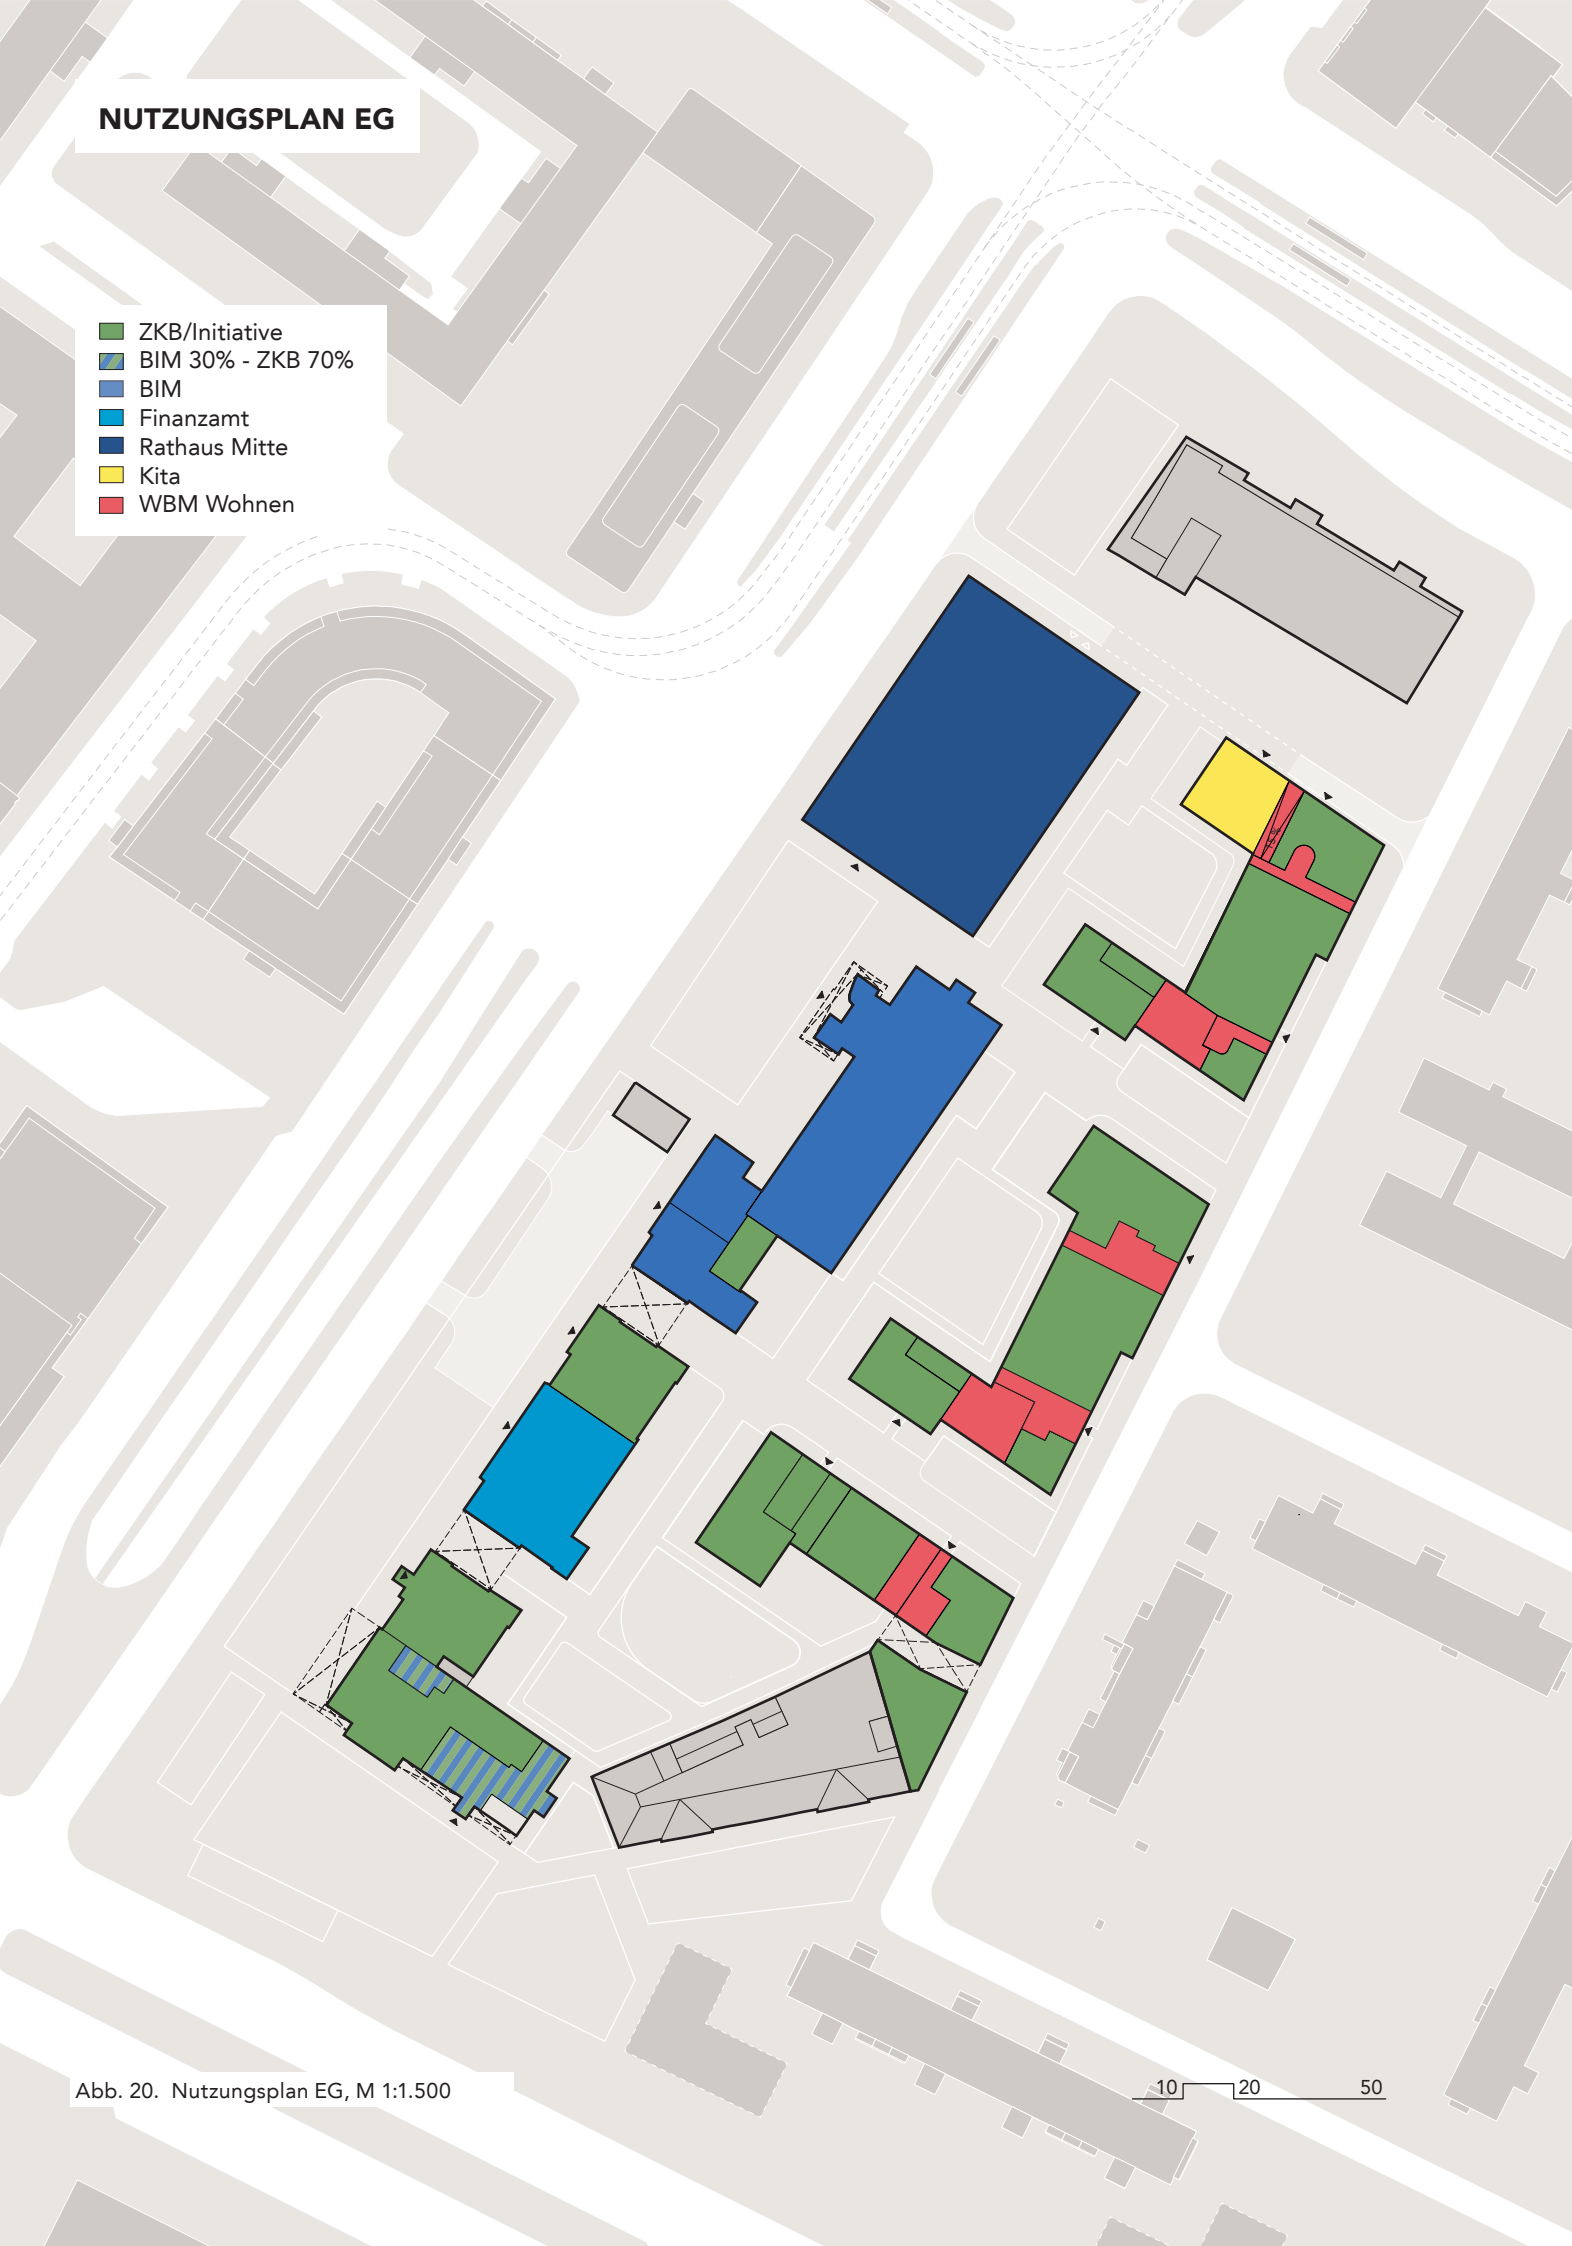 NUTZUNGSPLAN EG
ZKB/Initiative
BIM 30% - ZKB 70%
BIM
Finanzamt
Rathaus Mitte
Kita
WBM Wohnen
Abb. 20. Nutzungsplan EG, M 1:1.500
10 20 50